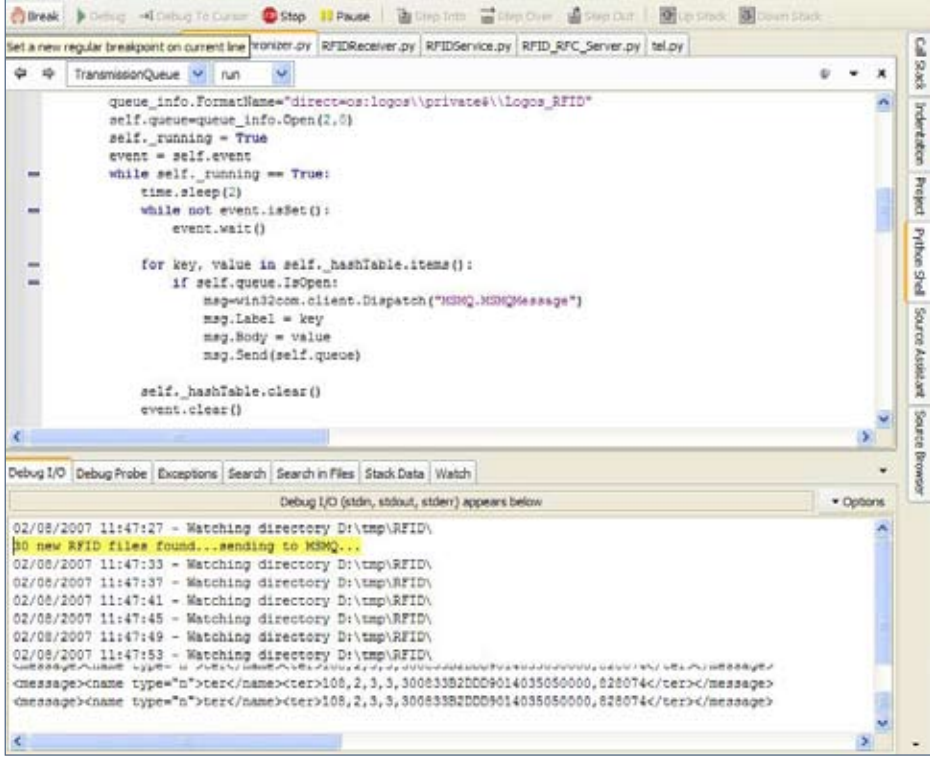 Break Debug Debug To Cursor Stop Pause Step Into Step Over Step Out Up Stack Down Stack
Set a new regular breakpoint on current line hronizer.py RFIDReceiver.py RFIDService.py RFID_RFC_Server.py tel.py
TransmissionQueue run
queue_info.FormatName="direct=os:logos\\private$\\Logos_RFID"
self.queue=queue_info.Open(2,0)
self._running = True
event = self.event
while self._running == True:
time.sleep(2)
while not event.isSet():
event.wait()
for key, value in self._hashTable.items():
if self.queue.IsOpen:
msg=win32com.client.Dispatch("MSMQ.MSMQMessage")
msg.Label = key
msg.Body = value
msg.Send(self.queue)
self._hashTable.clear()
event.clear()
Call Stack
Indentation
Project
Python Shell
Source Assistant
Source Browser
Debug I/O Debug Probe Exceptions Search Search in Files Stack Data Watch
Debug I/O (stdin, stdout, stderr) appears below Options
02/08/2007 11:47:27 - Watching directory D:\tmp\RFID\
30 new RFID files found...sending to MSMQ...
02/08/2007 11:47:33 - Watching directory D:\tmp\RFID\
02/08/2007 11:47:37 - Watching directory D:\tmp\RFID\
02/08/2007 11:47:41 - Watching directory D:\tmp\RFID\
02/08/2007 11:47:45 - Watching directory D:\tmp\RFID\
02/08/2007 11:47:49 - Watching directory D:\tmp\RFID\
02/08/2007 11:47:53 - Watching directory D:\tmp\RFID\
<message><name type="n">ter</name><ter>108,2,3,3,300833B2DDD9014035050000,828074</ter></message>
<message><name type="n">ter</name><ter>108,2,3,3,300833B2DDD9014035050000,828074</ter></message>